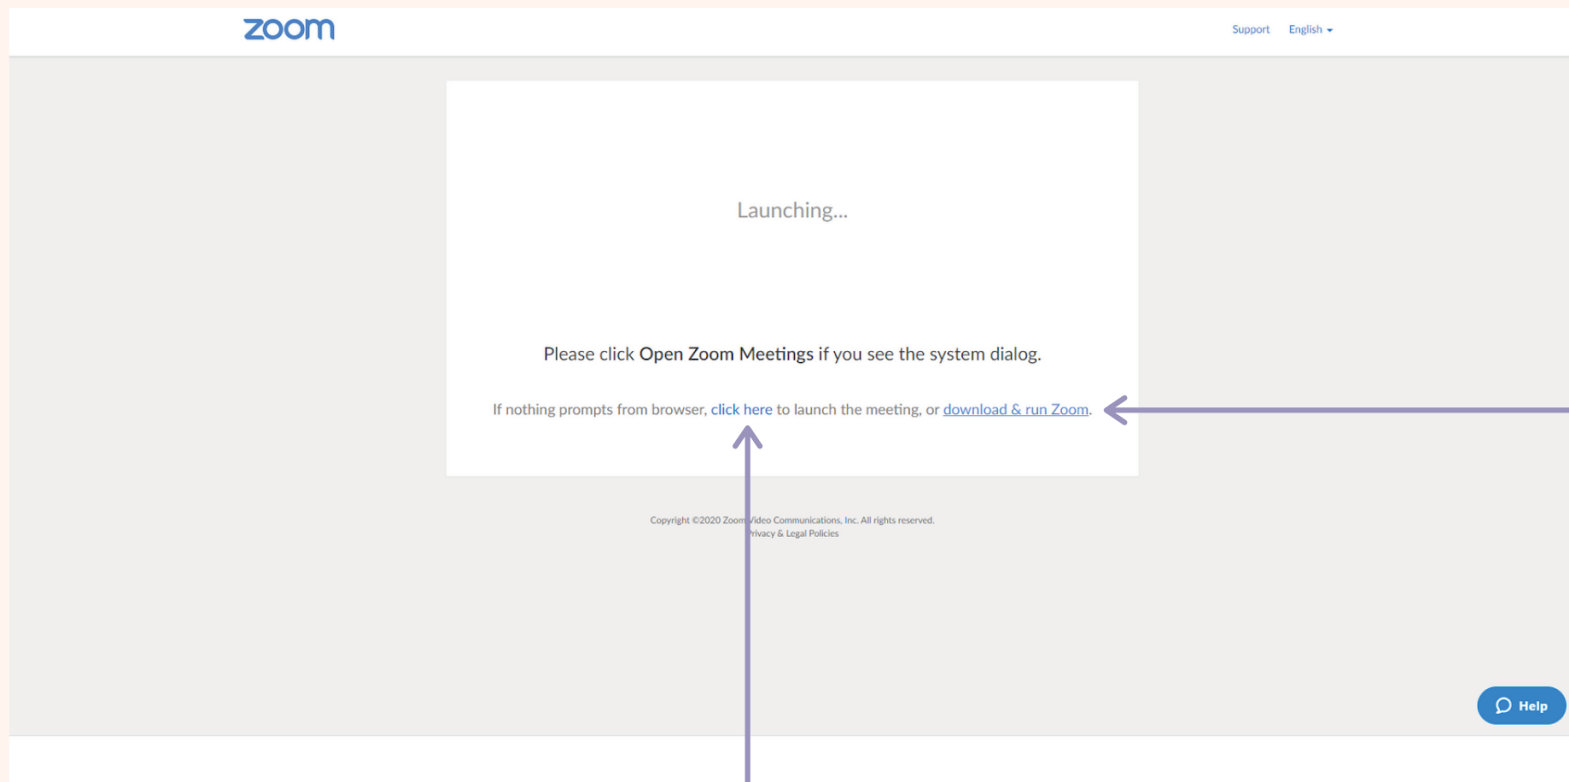 zoom
Support English
Launching...
Please click Open Zoom Meetings if you see the system dialog.
If nothing prompts from browser, click here to launch the meeting, or download & run Zoom.
Copyright ©2020 Zoom Video Communications, Inc. All rights reserved.
Privacy & Legal Policies
Help